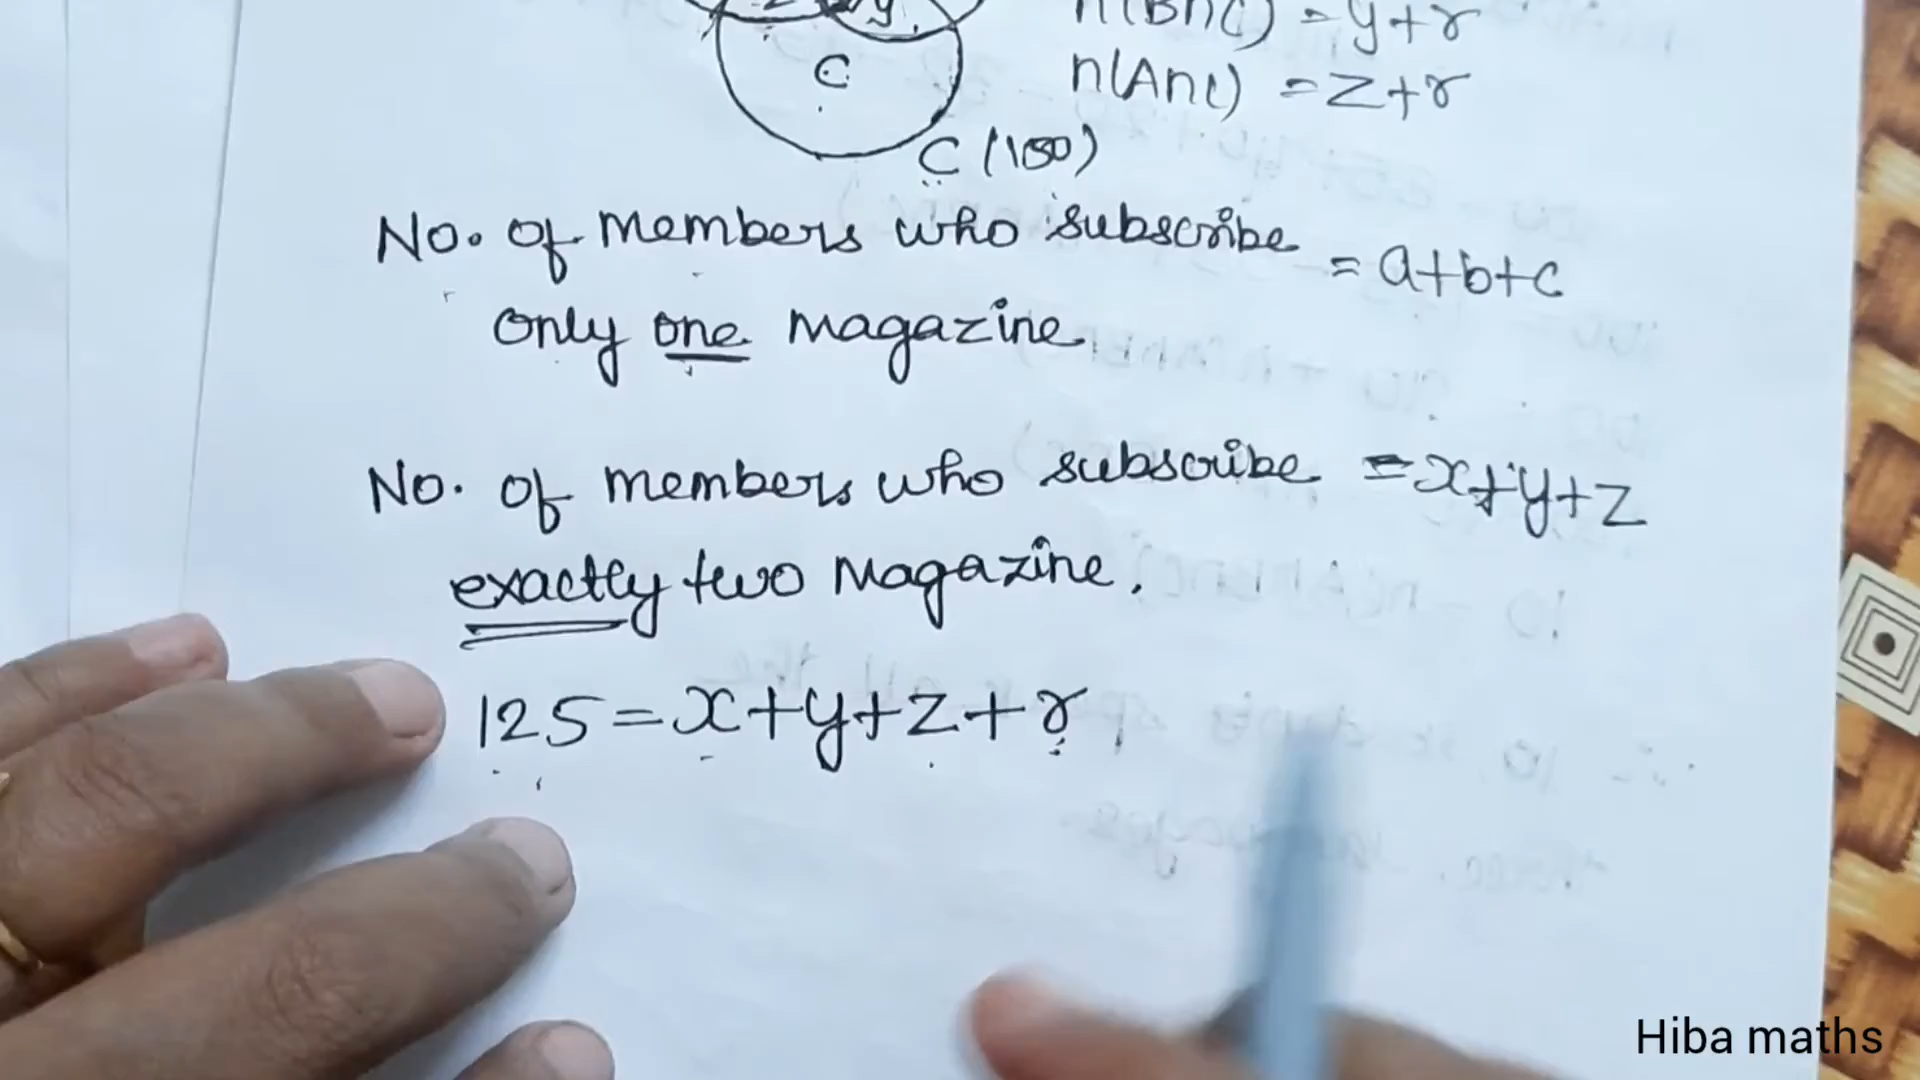 n(B∩C) = y+r
z y
C
n(A∩C) = z+r
C (150)
No. of members who subscribe = a+b+c
only one magazine
No. of members who subscribe = x+y+z
exactly two Magazine.
125 = x+y+z+r
Hiba maths